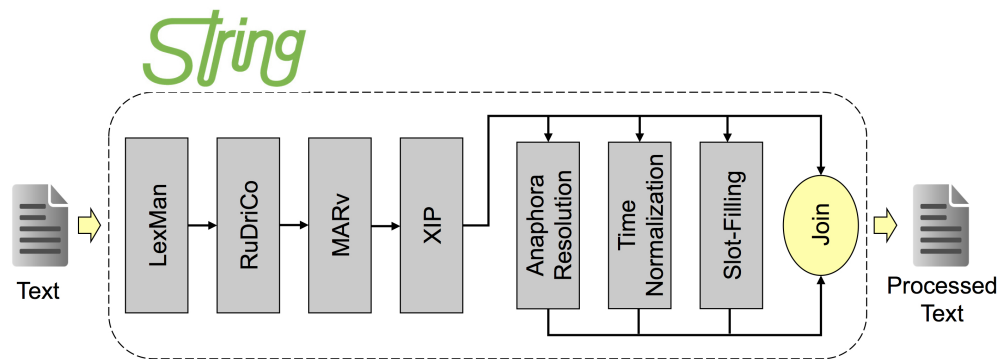 String
Text
LexMan
RuDriCo
MARv
XIP
Anaphora
Resolution
Time
Normalization
Slot-Filling
Join
Processed
Text